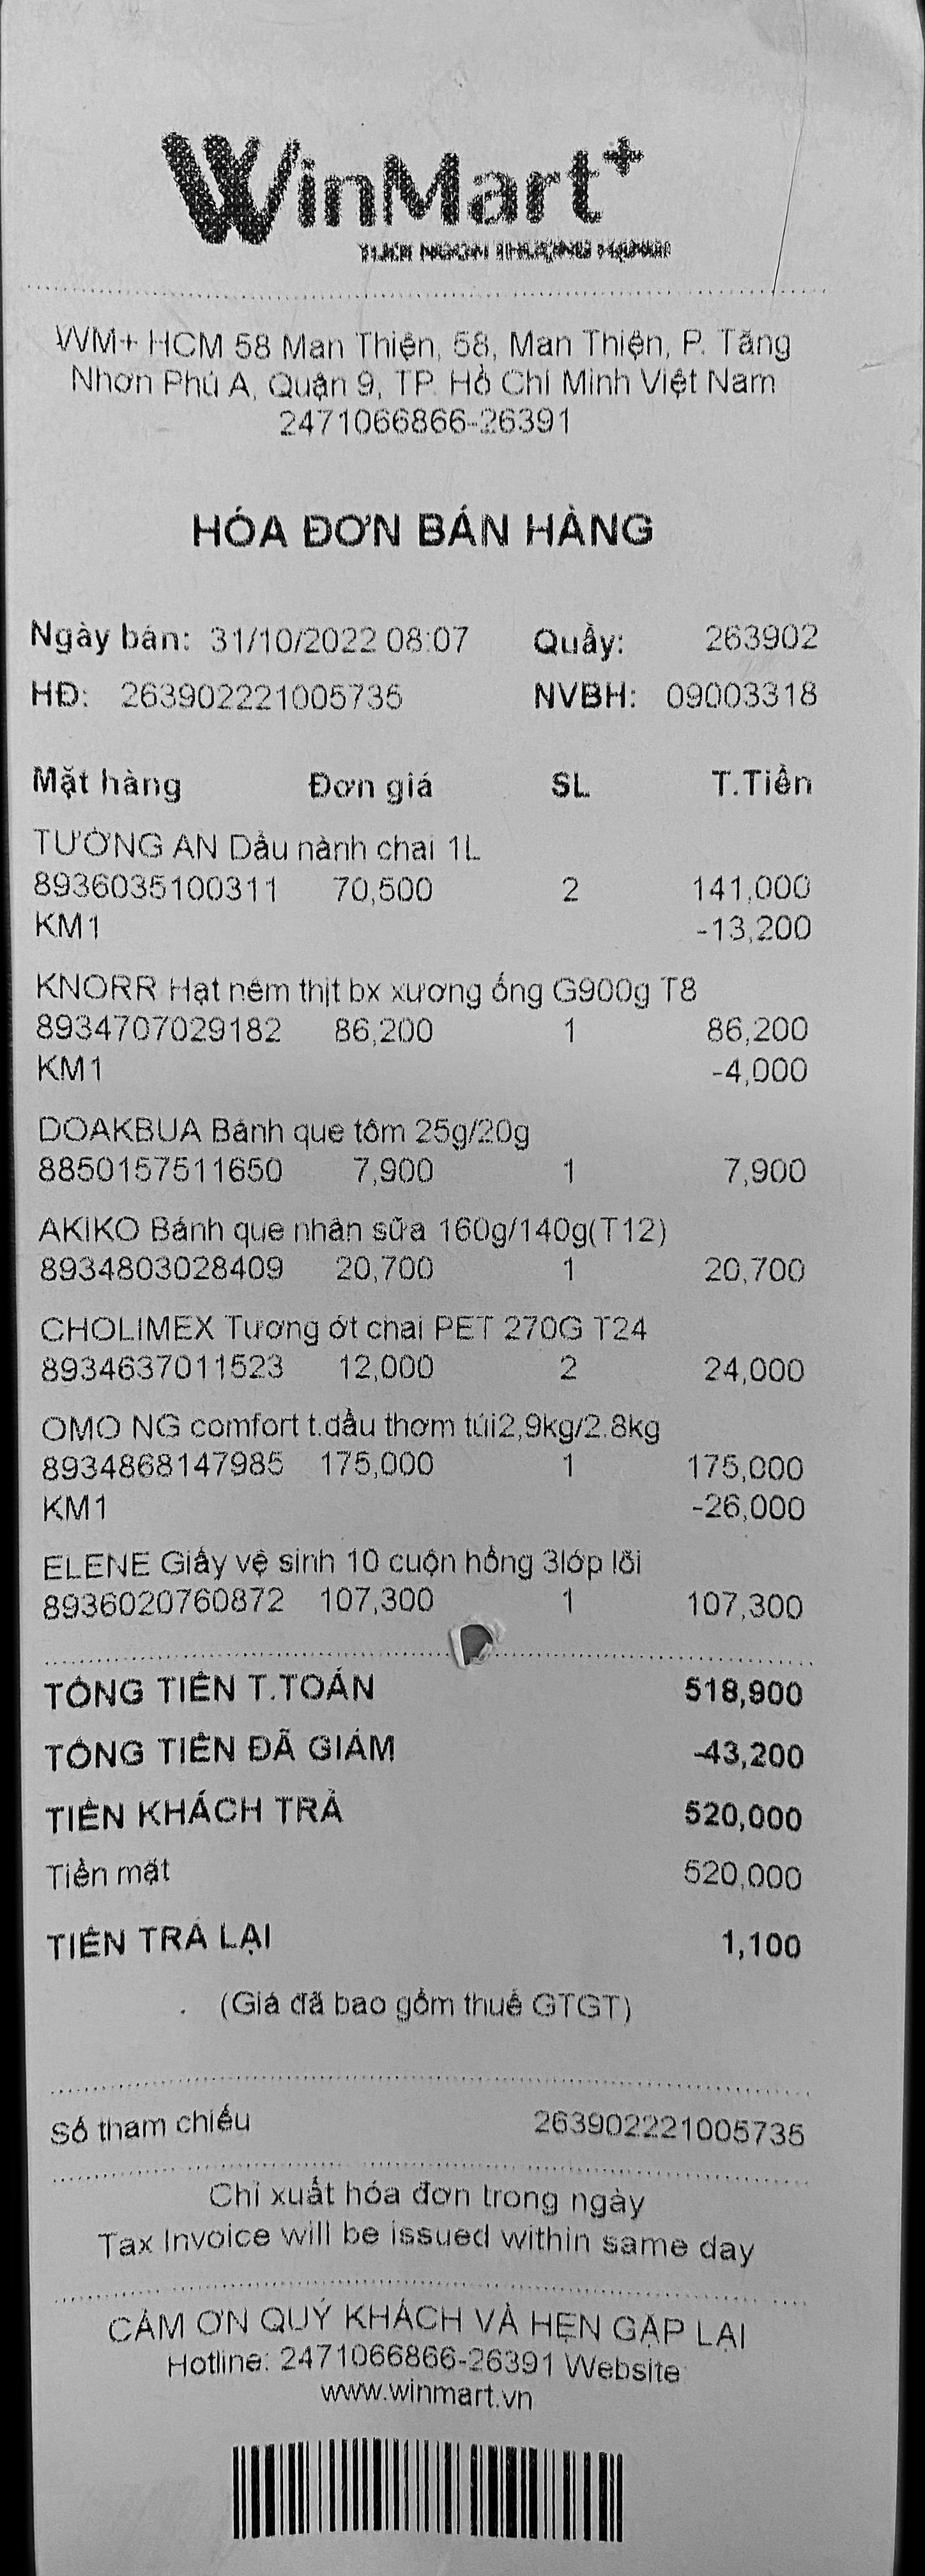 WinMart+
TƯƠI NGON THƯỢNG HẠNG
WM+ HCM 58 Man Thiện, 58, Man Thiện, P. Tăng
Nhơn Phú A, Quận 9, TP. Hồ Chí Minh Việt Nam
2471066866-26391
HÓA ĐƠN BÁN HÀNG
Ngày bán: 31/10/2022 08:07 Quầy: 263902
HĐ: 263902221005735 NVBH: 09003318
Mặt hàng Đơn giá SL T.Tiền
TƯỜNG AN Dầu nành chai 1L
8936035100311 70,500 2 141,000
KM1 -13,200
KNORR Hạt nêm thịt bx xương ống G900g T8
8934707029182 86,200 1 86,200
KM1 -4,000
DOAKBUA Bánh que tôm 25g/20g
8850157511650 7,900 1 7,900
AKIKO Bánh que nhân sữa 160g/140g(T12)
8934803028409 20,700 1 20,700
CHOLIMEX Tương ớt chai PET 270G T24
8934637011523 12,000 2 24,000
OMO NG comfort t.dầu thơm túi2,9kg/2.8kg
8934868147985 175,000 1 175,000
KM1 -26,000
ELENE Giấy vệ sinh 10 cuộn hồng 3lớp lõi
8936020760872 107,300 1 107,300
TỔNG TIỀN T.TOÁN 518,900
TỔNG TIỀN ĐÃ GIẢM -43,200
TIỀN KHÁCH TRẢ 520,000
Tiền mặt 520,000
TIỀN TRẢ LẠI 1,100
(Giá đã bao gồm thuế GTGT)
Số tham chiếu 263902221005735
Chỉ xuất hóa đơn trong ngày
Tax Invoice will be issued within same day
CẢM ƠN QUÝ KHÁCH VÀ HẸN GẶP LẠI
Hotline: 2471066866-26391 Website:
www.winmart.vn